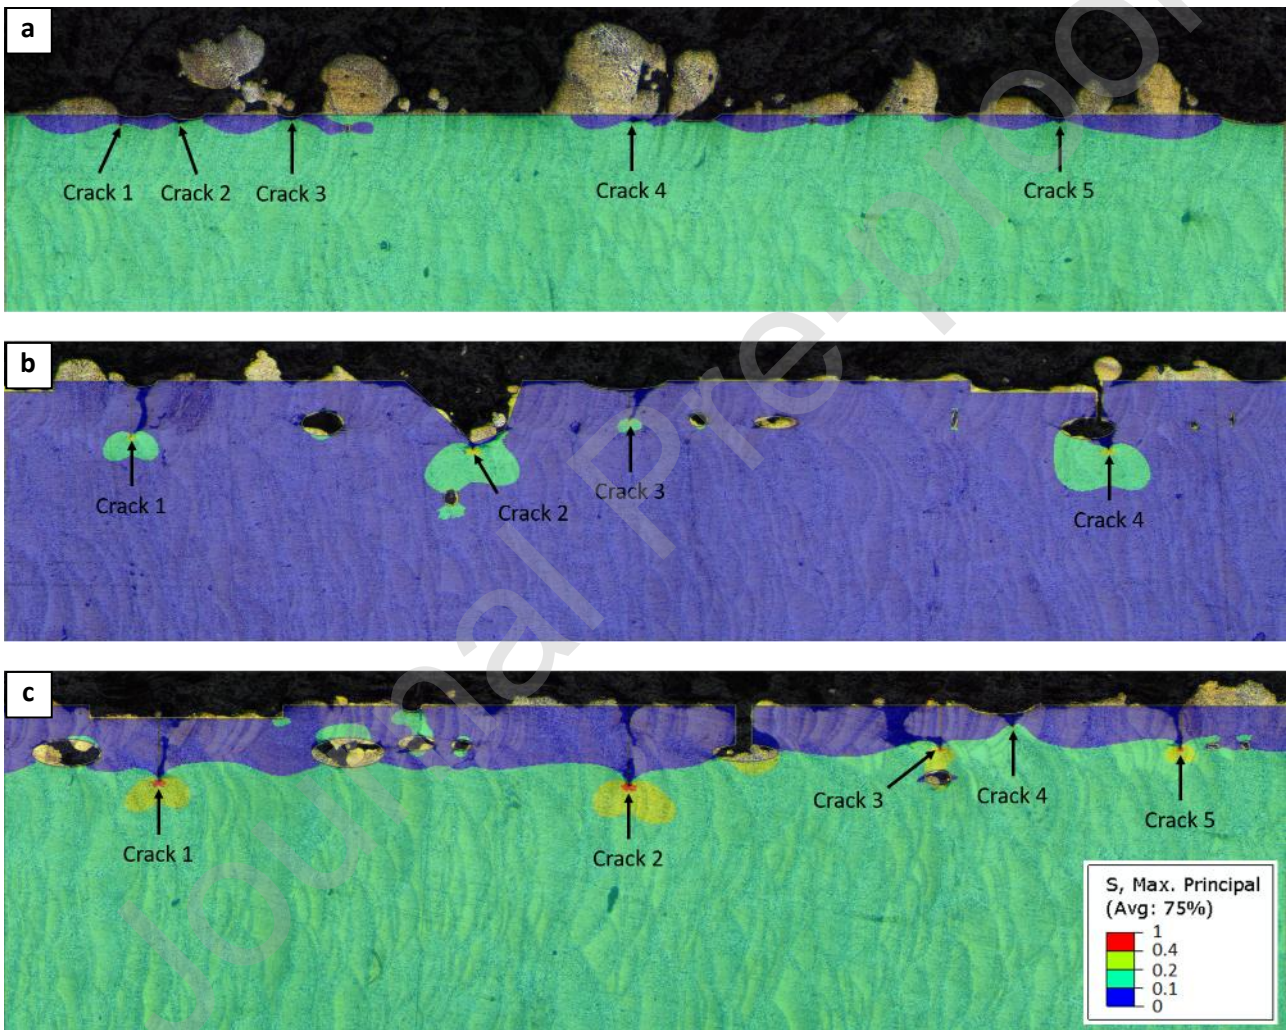 a
Crack 1
Crack 2
Crack 3
Crack 4
Crack 5
b
Crack 1
Crack 2
Crack 3
Crack 4
c
Crack 1
Crack 2
Crack 3
Crack 4
Crack 5
S, Max. Principal
(Avg: 75%)
1
0.4
0.2
0.1
0
Journal Pre-proof